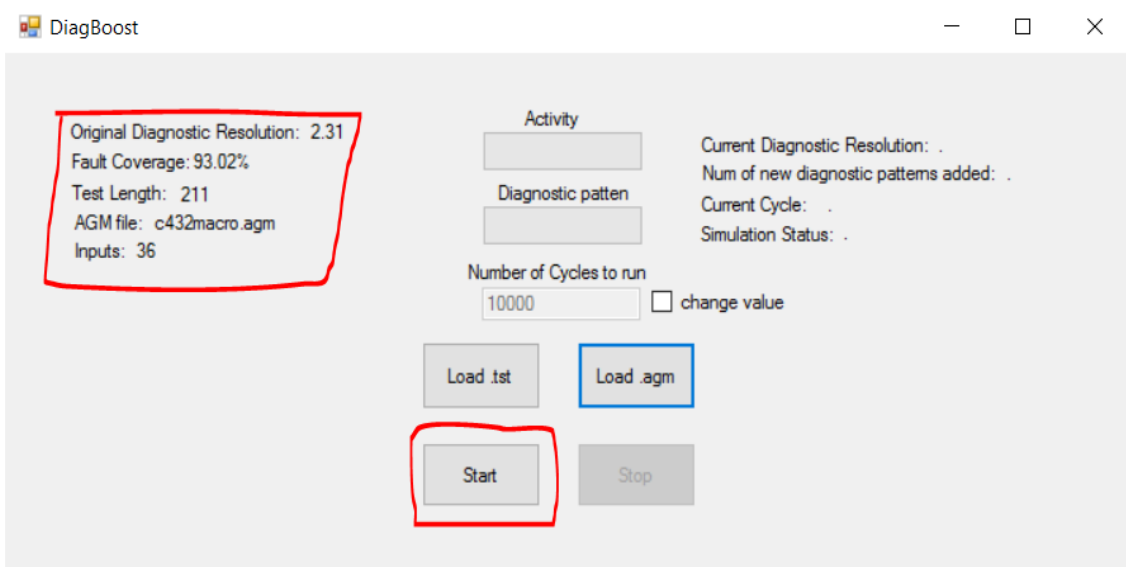 DiagBoost
Original Diagnostic Resolution: 2.31
Fault Coverage: 93.02%
Test Length: 211
AGM file: c432macro.agm
Inputs: 36
Activity
Diagnostic patten
Number of Cycles to run
10000
change value
Current Diagnostic Resolution: .
Num of new diagnostic patterns added: .
Current Cycle: .
Simulation Status: .
Load .tst
Load .agm
Start
Stop